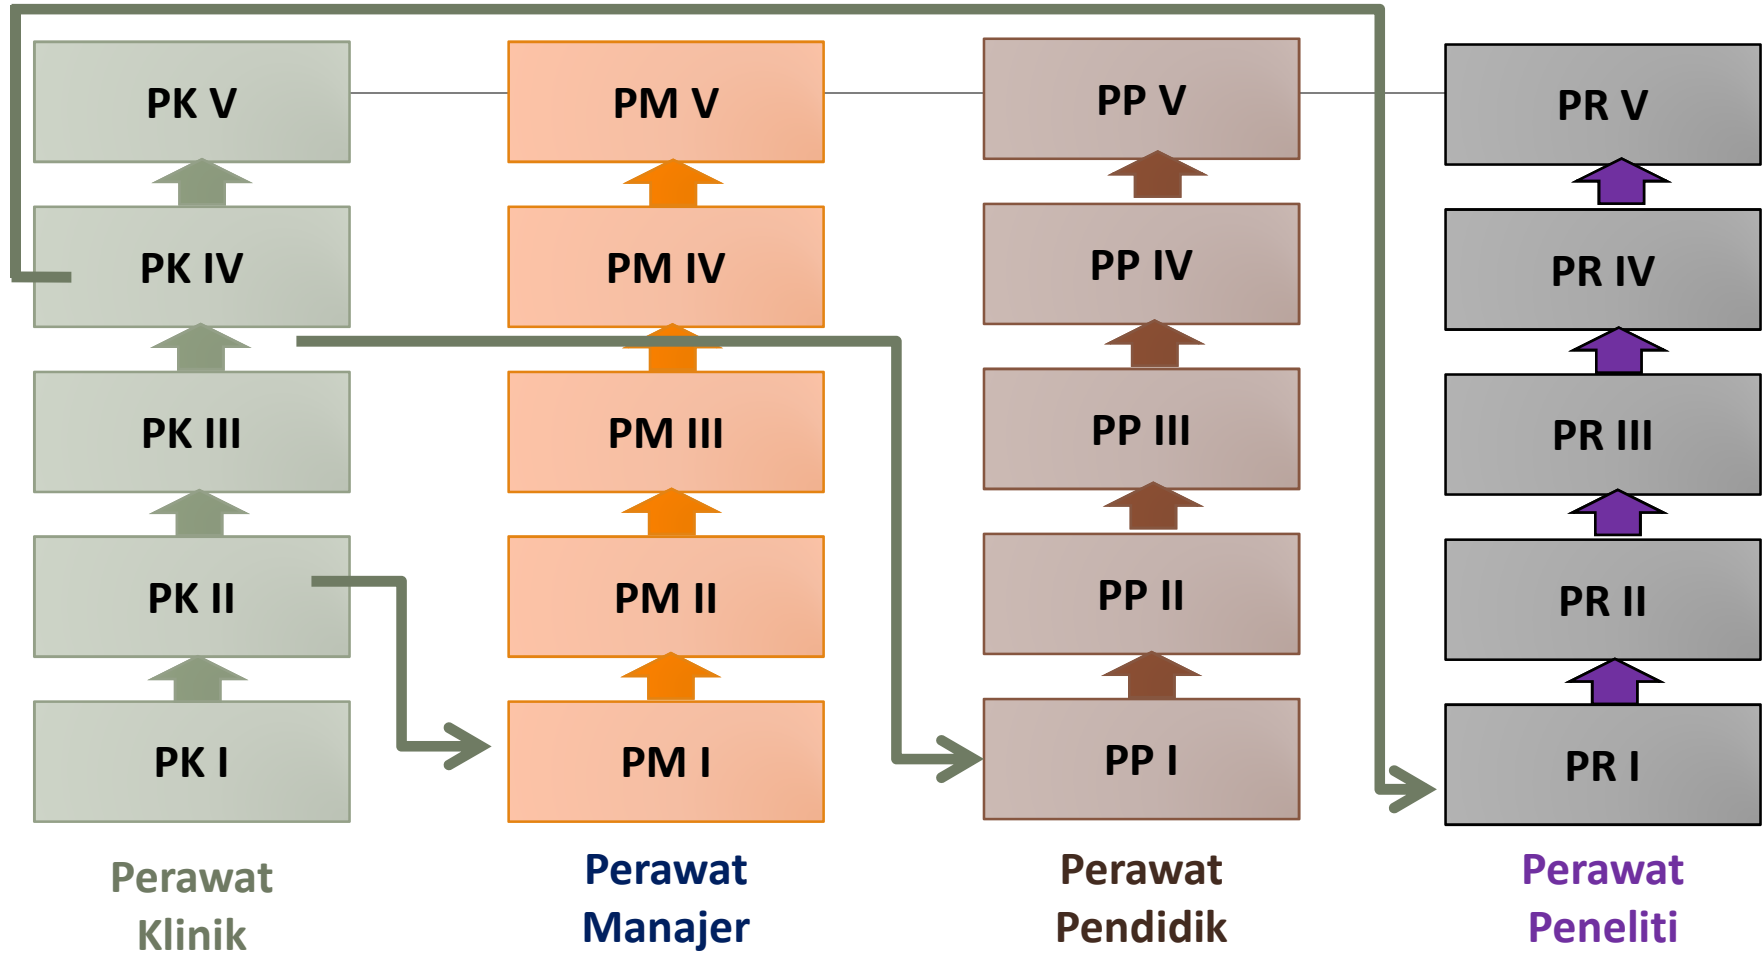 PK V
PM V
PP V
PR V
PK IV
PM IV
PP IV
PR IV
PK III
PM III
PP III
PR III
PK II
PM II
PP II
PR II
PK I
PM I
PP I
PR I
Perawat
Klinik
Perawat
Manajer
Perawat
Pendidik
Perawat
Peneliti